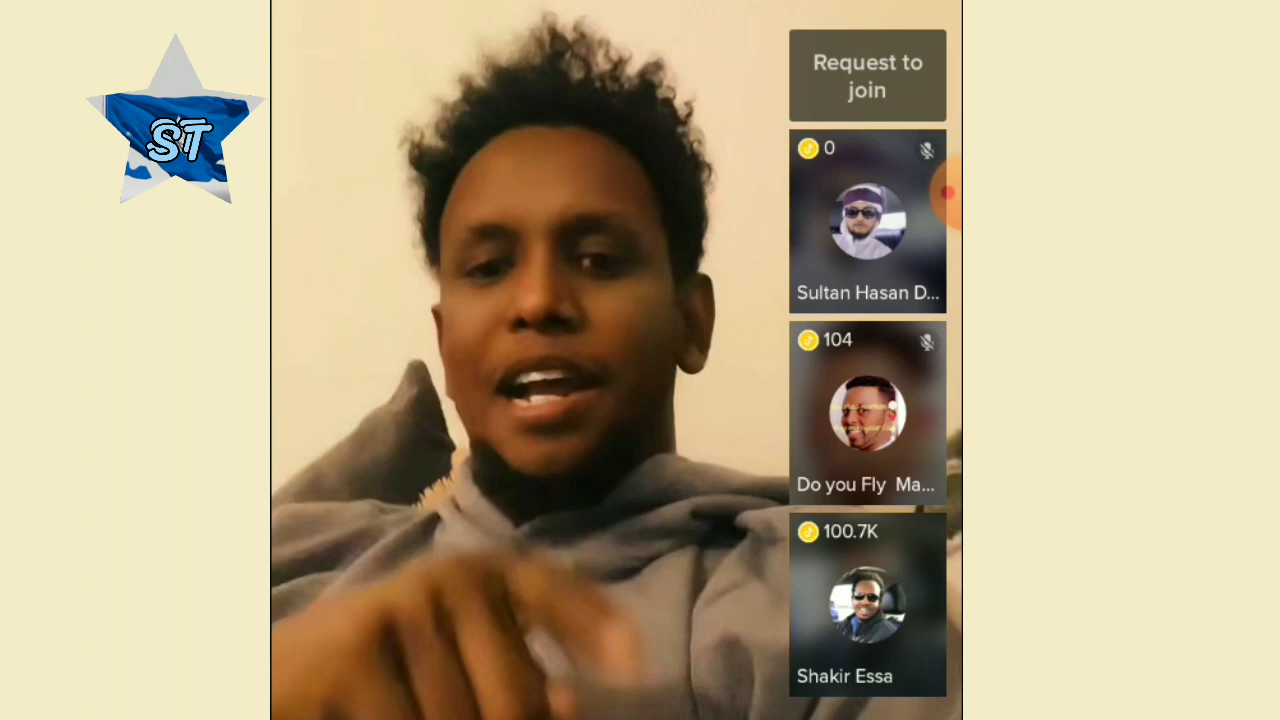 ST
Request to
join
0
Sultan Hasan D...
104
Do you Fly Ma...
100.7K
Shakir Essa